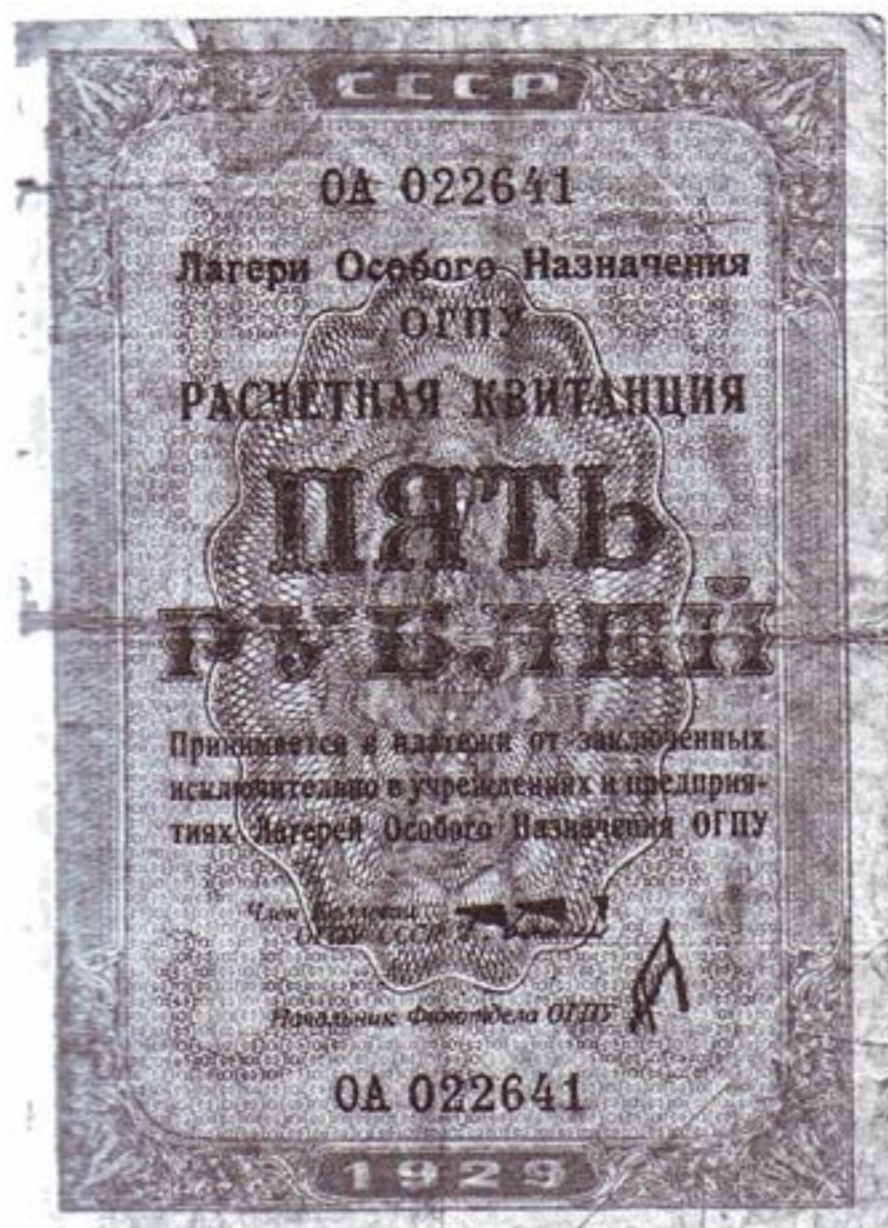 СССР
ОА 022641
Лагери Особого Назначения
ОГПУ
РАСЧЕТНАЯ КВИТАНЦИЯ
ПЯТЬ
РУБЛЕЙ
Принимается в платежи от заключенных
исключительно в учреждениях и предприя-
тиях Лагерей Особого Назначения ОГПУ
Член Коллегии
ОГПУ СССР
Начальник Финотдела ОГПУ
ОА 022641
1929